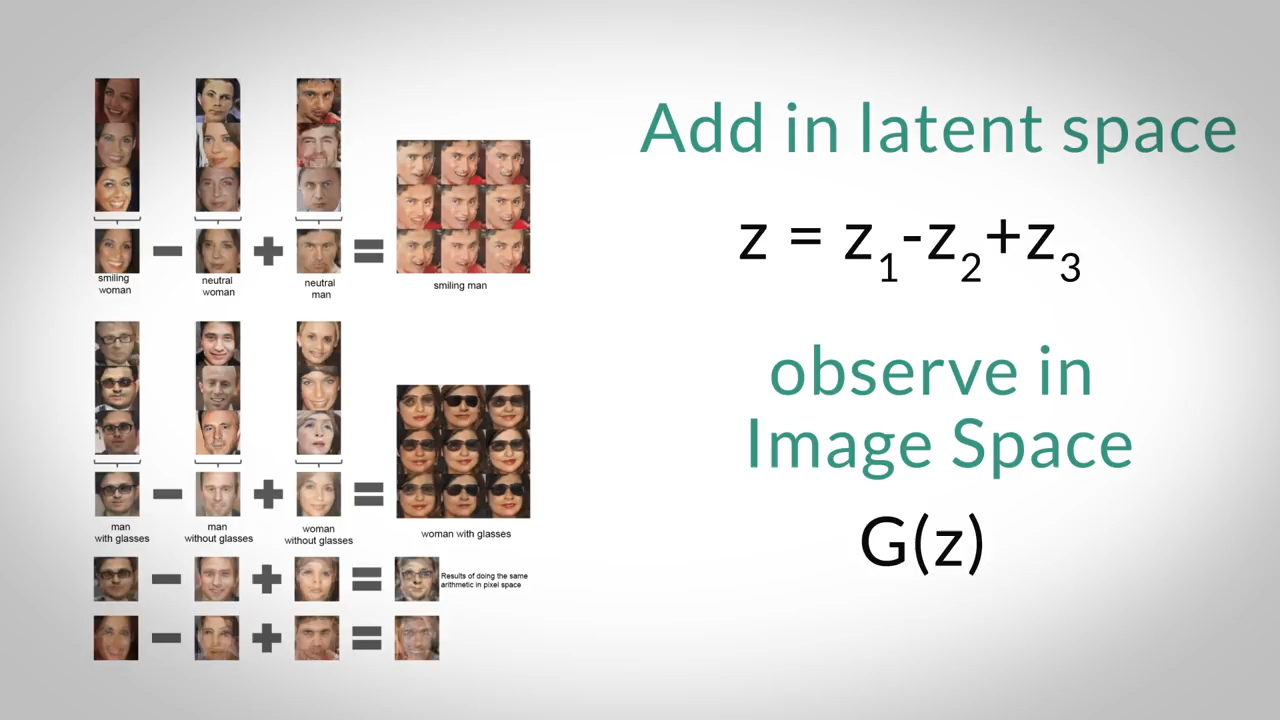 smiling
woman
neutral
woman
neutral
man
smiling man
man
with glasses
man
without glasses
woman
without glasses
woman with glasses
Results of doing the same
arithmetic in pixel space
Add in latent space
z = z₁-z₂+z₃
observe in
Image Space
G(z)